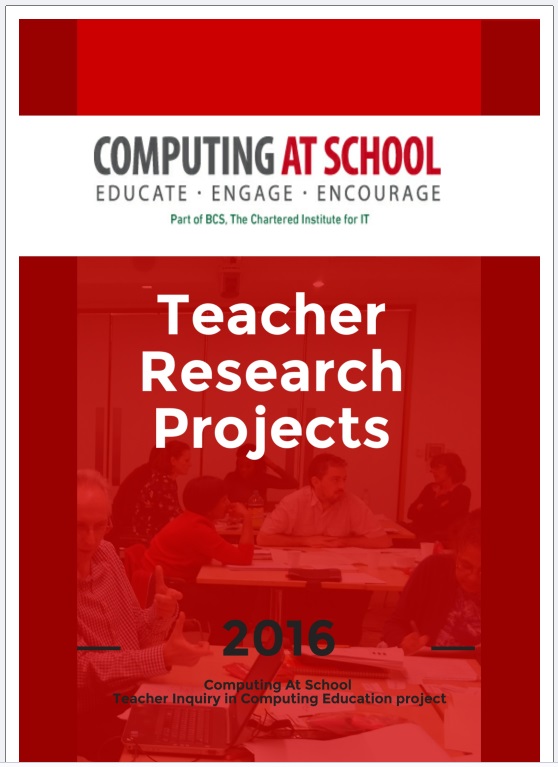 COMPUTING AT SCHOOL
EDUCATE · ENGAGE · ENCOURAGE
Part of BCS, The Chartered Institute for IT
Teacher
Research
Projects
2016
Computing At School
Teacher Inquiry in Computing Education project